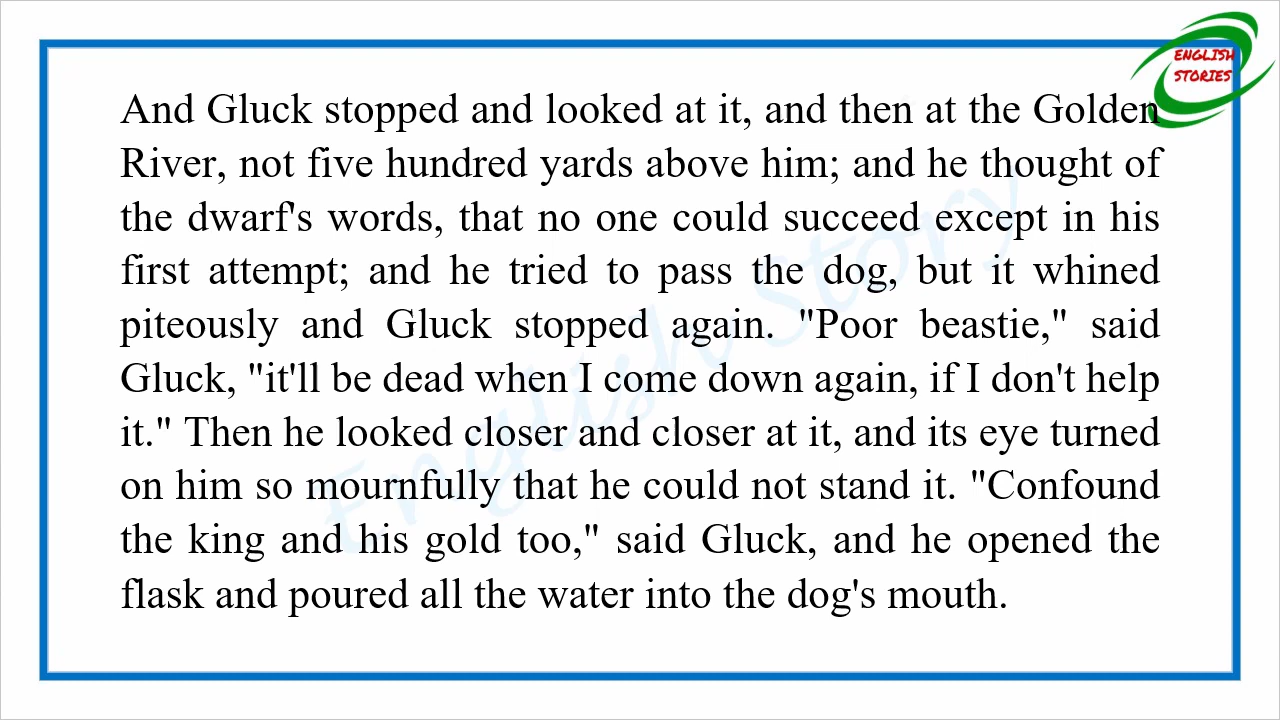 ENGLISH
STORIES
And Gluck stopped and looked at it, and then at the Golden
River, not five hundred yards above him; and he thought of
the dwarf's words, that no one could succeed except in his
first attempt; and he tried to pass the dog, but it whined
piteously and Gluck stopped again. "Poor beastie," said
Gluck, "it'll be dead when I come down again, if I don't help
it." Then he looked closer and closer at it, and its eye turned
on him so mournfully that he could not stand it. "Confound
the king and his gold too," said Gluck, and he opened the
flask and poured all the water into the dog's mouth.
English Story